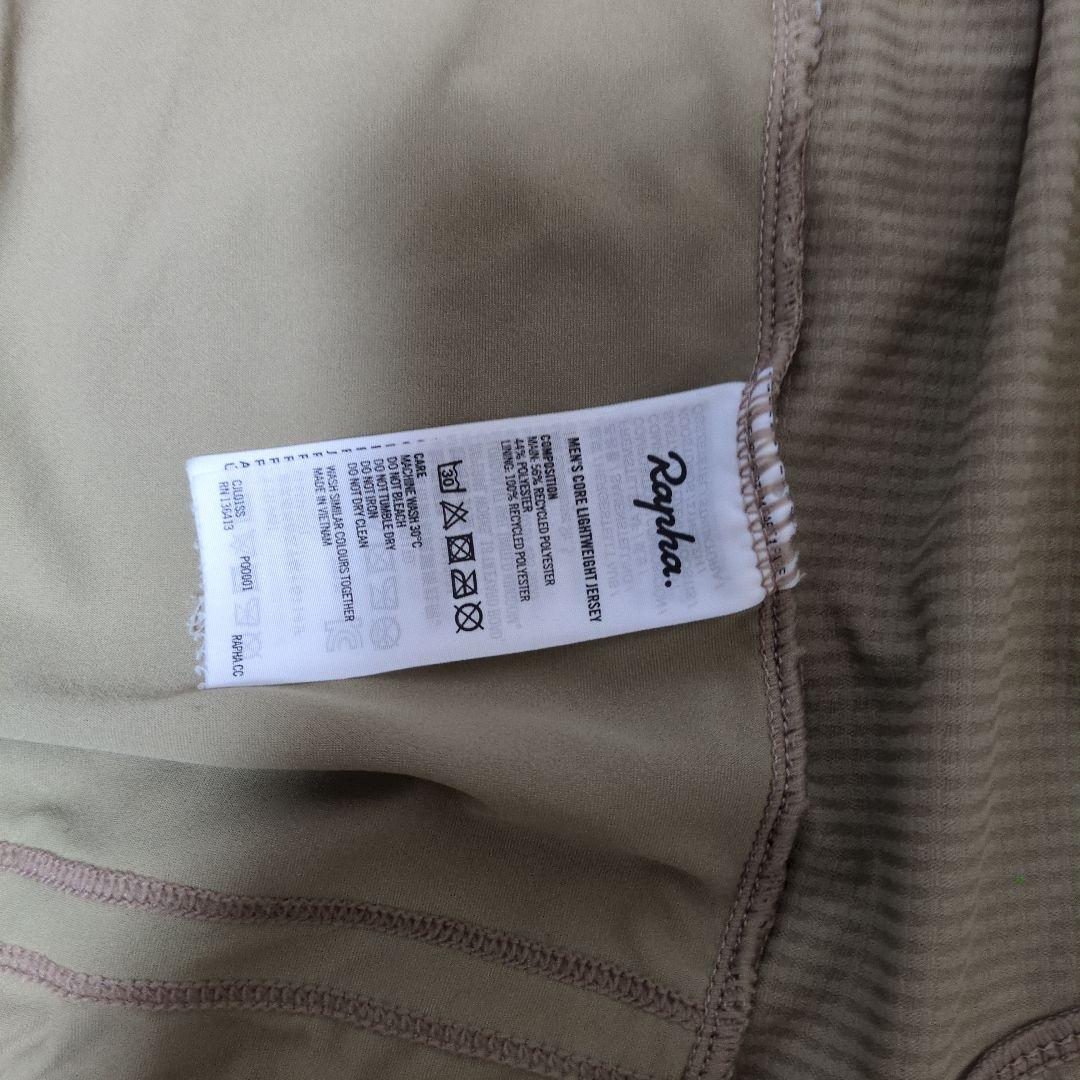 Rapha.
MEN'S CORE LIGHTWEIGHT JERSEY
COMPOSITION
MAIN: 56% RECYCLED POLYESTER
44% POLYESTER
LINING: 100% RECYCLED POLYESTER
30
CARE
MACHINE WASH 30°C
DO NOT BLEACH
DO NOT TUMBLE DRY
DO NOT IRON
DO NOT DRY CLEAN
WASH SIMILAR COLOURS TOGETHER
MADE IN VIETNAM
CJL01SS P00001 RAPHA.CC
RN 136413